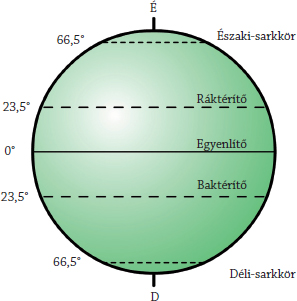 É
66,5°
Északi-sarkkör
23,5°
Ráktérítő
0°
Egyenlítő
23,5°
Baktérítő
66,5°
Déli-sarkkör
D